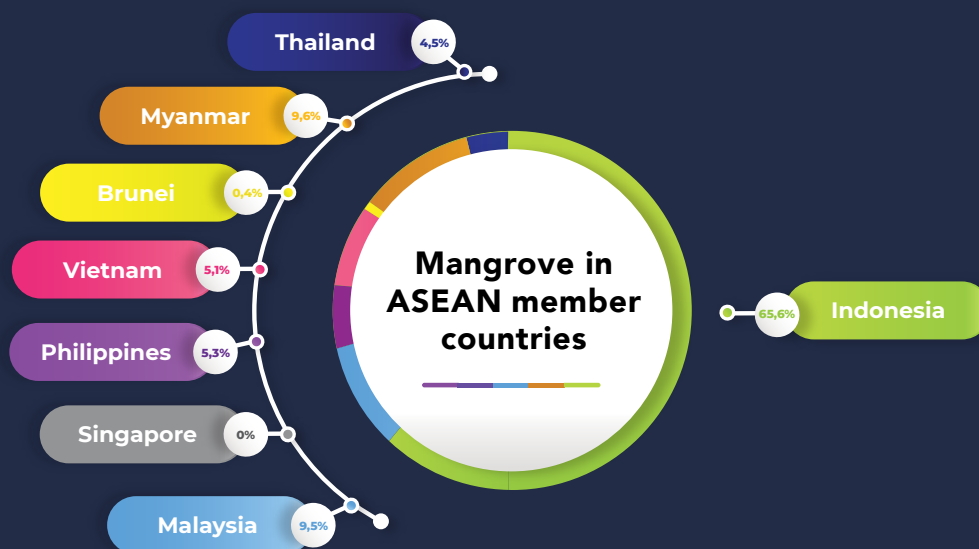 Thailand
4,5%
Myanmar
9,6%
Brunei
0,4%
Vietnam
5,1%
Philippines
5,3%
Singapore
0%
Malaysia
9,5%
Mangrove in
ASEAN member
countries
65,6%
Indonesia